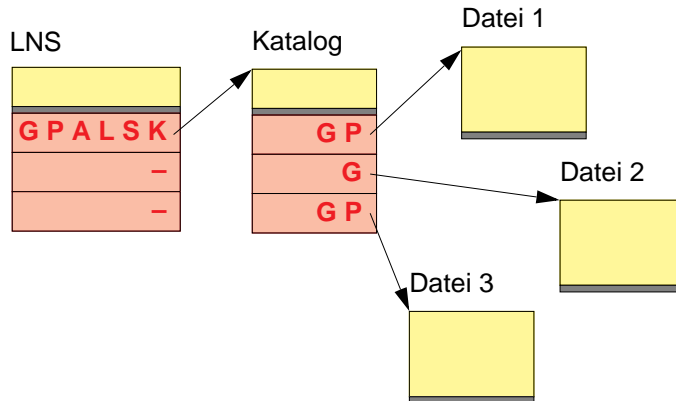 Datei 1
LNS
Katalog
G P A L S K
G P
–
G
Datei 2
–
G P
Datei 3